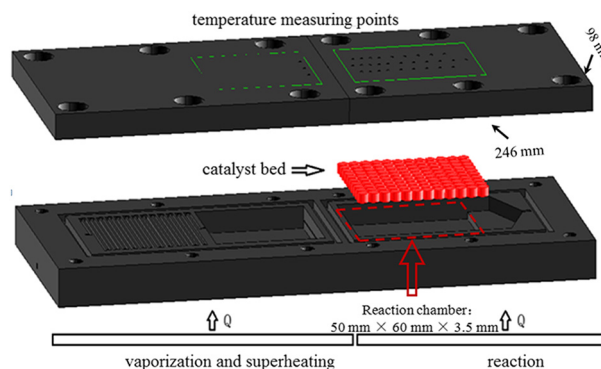 temperature measuring points
98 m
246 mm
catalyst bed
Reaction chamber:
50 mm × 60 mm × 3.5 mm
Q
Q
vaporization and superheating
reaction